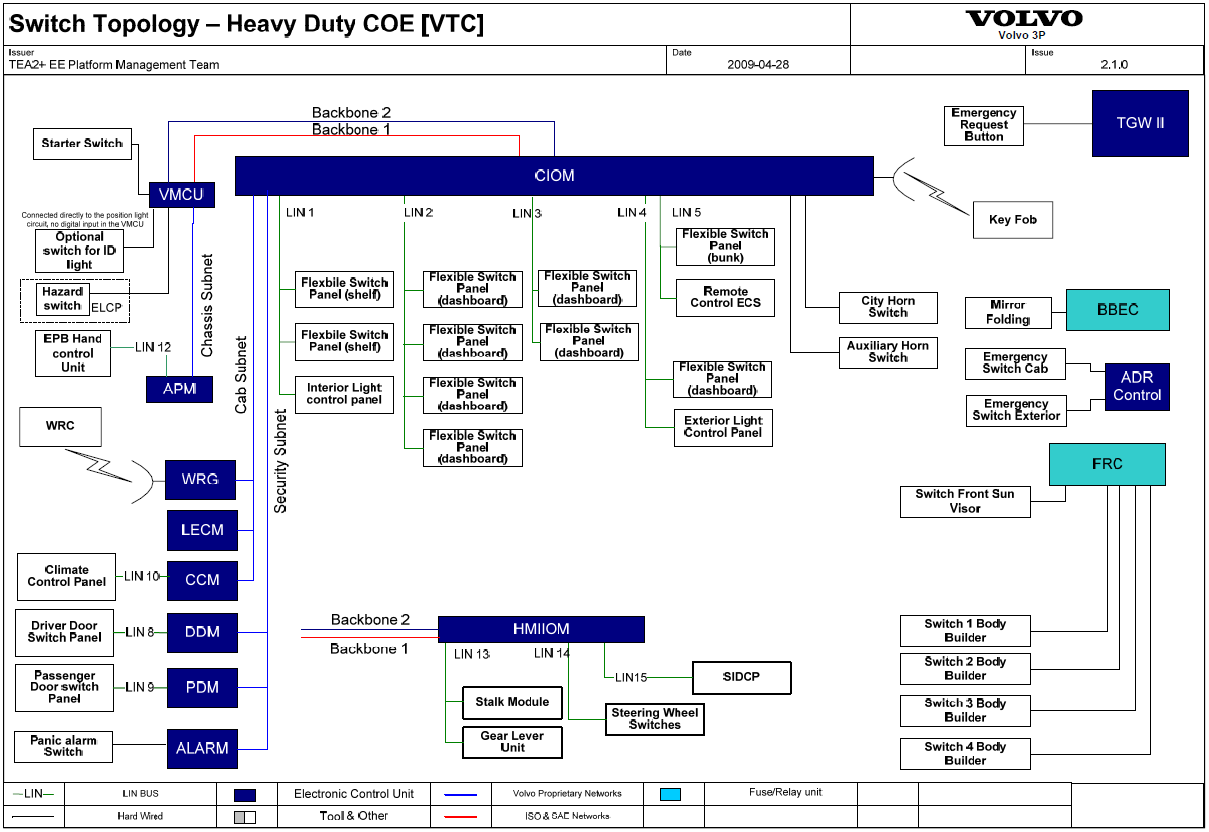 Switch Topology – Heavy Duty COE [VTC]
VOLVO
Volvo 3P
Issuer
TEA2+ EE Platform Management Team
Date
2009-04-28
Issue
2.1.0
Backbone 2
Backbone 1
Starter Switch
VMCU
CIOM
Emergency
Request
Button
TGW II
Key Fob
Connected directly to the position light
circuit, no digital input in the VMCU
Optional
switch for ID
light
Hazard
switch
ELCP
EPB Hand
control
Unit
LIN 12
APM
Chassis Subnet
Cab Subnet
Security Subnet
LIN 1
LIN 2
LIN 3
LIN 4
LIN 5
Flexbile Switch
Panel (shelf)
Flexbile Switch
Panel (shelf)
Interior Light
control panel
Flexible Switch
Panel
(dashboard)
Flexible Switch
Panel
(dashboard)
Flexible Switch
Panel
(dashboard)
Flexible Switch
Panel
(dashboard)
Flexible Switch
Panel
(dashboard)
Flexible Switch
Panel
(dashboard)
Flexible Switch
Panel
(bunk)
Remote
Control ECS
Flexible Switch
Panel
(dashboard)
Exterior Light
Control Panel
City Horn
Switch
Auxiliary Horn
Switch
Mirror
Folding
BBEC
Emergency
Switch Cab
Emergency
Switch Exterior
ADR
Control
WRC
WRG
LECM
Climate
Control Panel
LIN 10
CCM
Driver Door
Switch Panel
LIN 8
DDM
Passenger
Door switch
Panel
LIN 9
PDM
Panic alarm
Switch
ALARM
Backbone 2
Backbone 1
HMIIOM
LIN 13
LIN 14
LIN15
SIDCP
Stalk Module
Gear Lever
Unit
Steering Wheel
Switches
FRC
Switch Front Sun
Visor
Switch 1 Body
Builder
Switch 2 Body
Builder
Switch 3 Body
Builder
Switch 4 Body
Builder
LIN
LIN BUS
Electronic Control Unit
Volvo Proprietary Networks
Fuse/Relay unit
Hard Wired
Tool & Other
ISO & SAE Networks